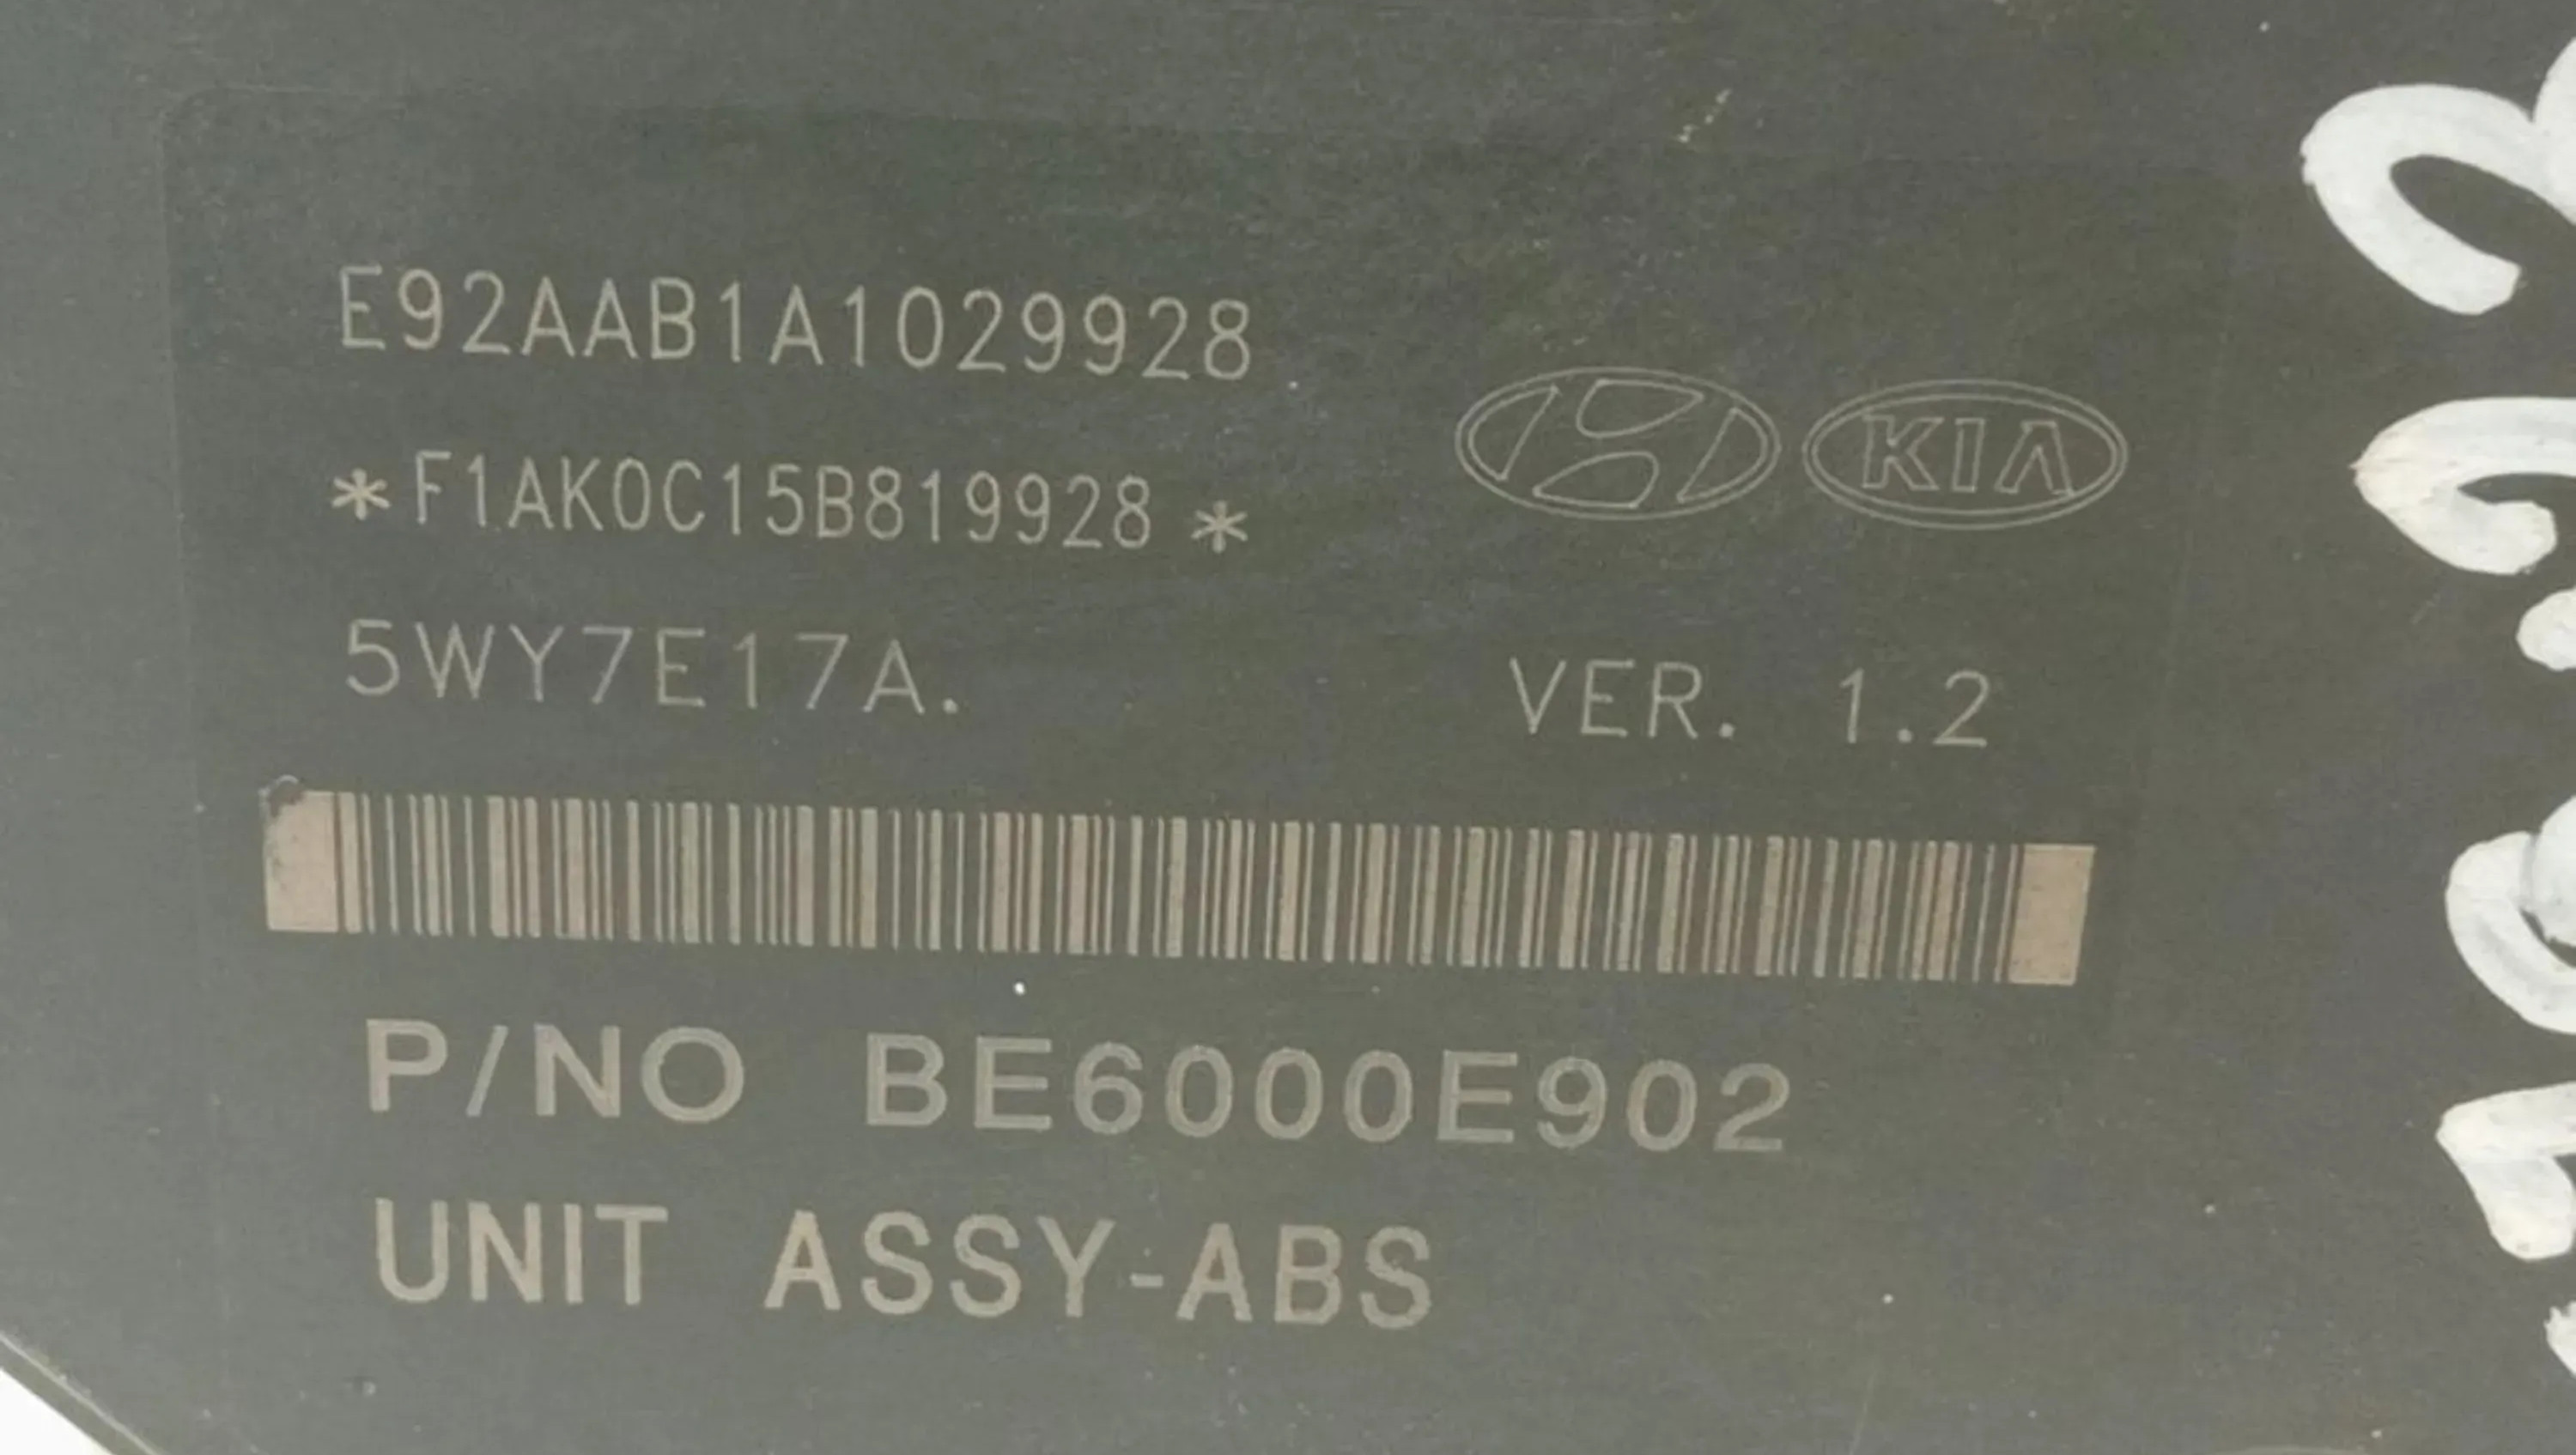 E92AAB1A1029928
*F1AK0C15B819928*
KIA
5WY7E17A.
VER. 1.2
P/NO BE6000E902
UNIT ASSY-ABS